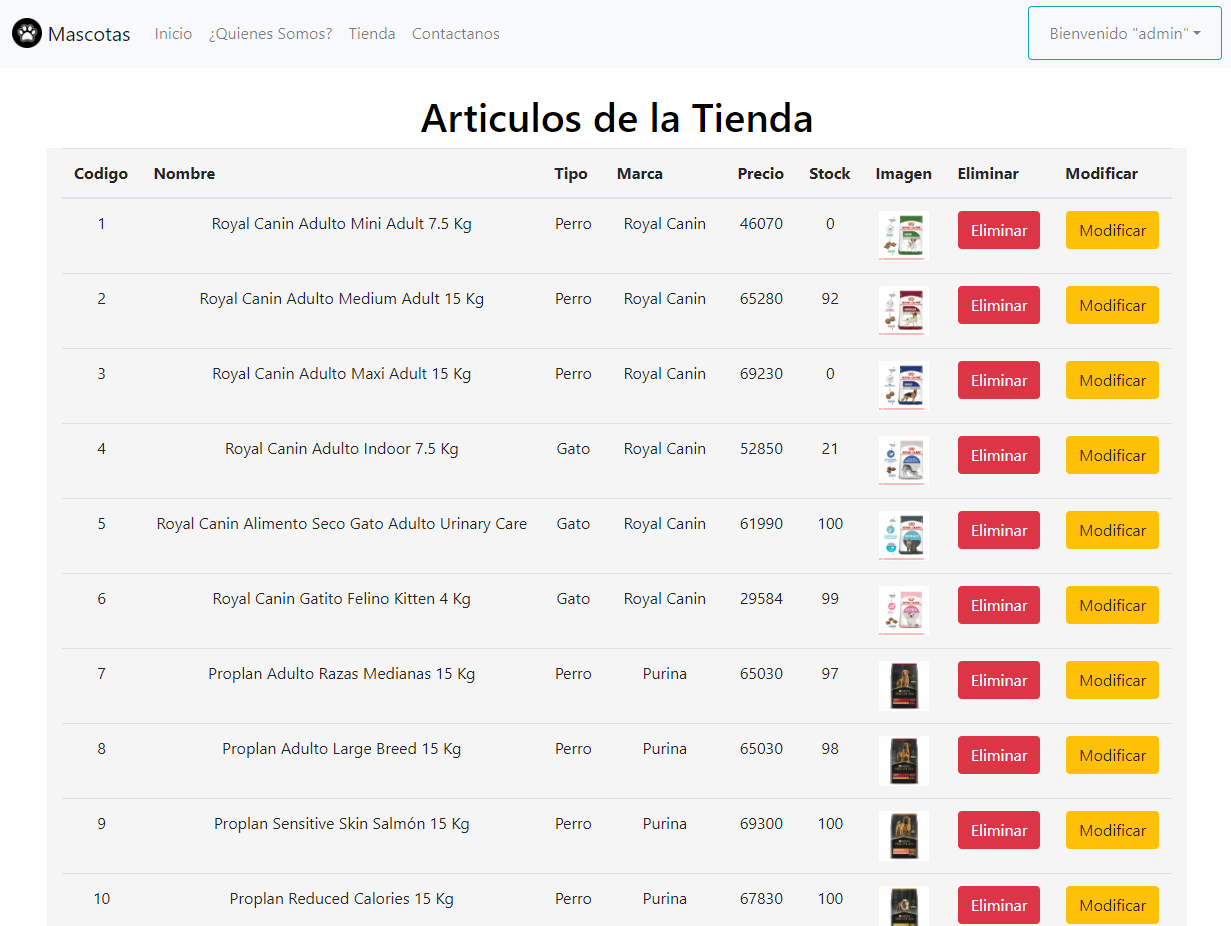 Mascotas Inicio ¿Quienes Somos? Tienda Contactanos Bienvenido "admin"
Articulos de la Tienda
Codigo Nombre Tipo Marca Precio Stock Imagen Eliminar Modificar
1 Royal Canin Adulto Mini Adult 7.5 Kg Perro Royal Canin 46070 0 Eliminar Modificar
2 Royal Canin Adulto Medium Adult 15 Kg Perro Royal Canin 65280 92 Eliminar Modificar
3 Royal Canin Adulto Maxi Adult 15 Kg Perro Royal Canin 69230 0 Eliminar Modificar
4 Royal Canin Adulto Indoor 7.5 Kg Gato Royal Canin 52850 21 Eliminar Modificar
5 Royal Canin Alimento Seco Gato Adulto Urinary Care Gato Royal Canin 61990 100 Eliminar Modificar
6 Royal Canin Gatito Felino Kitten 4 Kg Gato Royal Canin 29584 99 Eliminar Modificar
7 Proplan Adulto Razas Medianas 15 Kg Perro Purina 65030 97 Eliminar Modificar
8 Proplan Adulto Large Breed 15 Kg Perro Purina 65030 98 Eliminar Modificar
9 Proplan Sensitive Skin Salmón 15 Kg Perro Purina 69300 100 Eliminar Modificar
10 Proplan Reduced Calories 15 Kg Perro Purina 67830 100 Eliminar Modificar